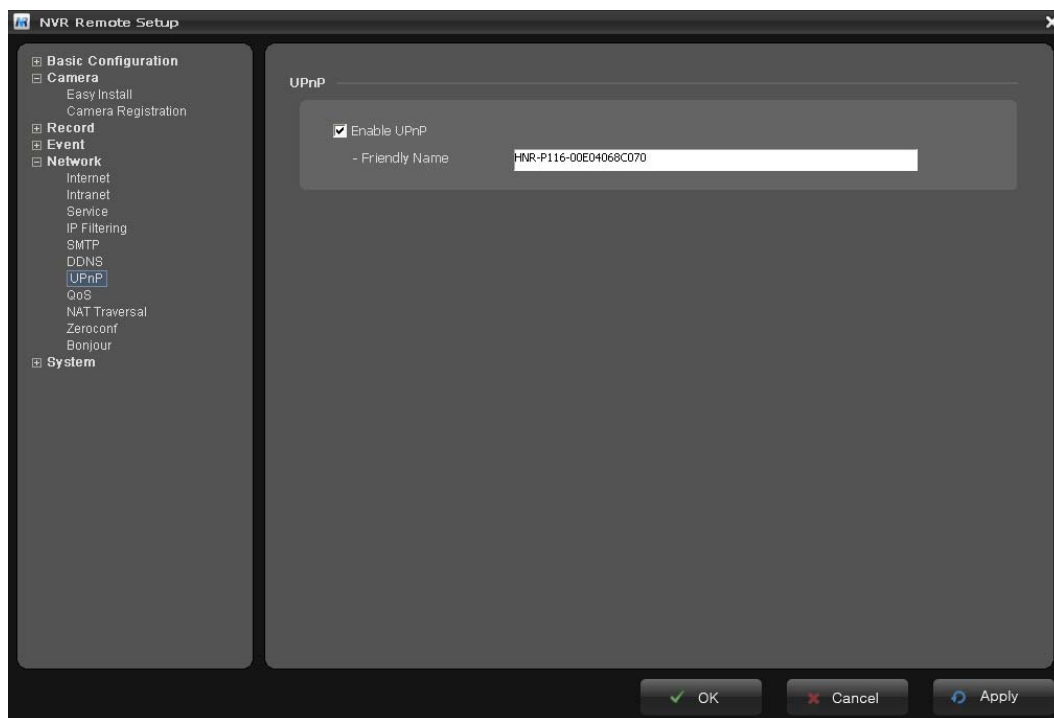 NVR Remote Setup
Basic Configuration
Camera
Easy Install
Camera Registration
Record
Event
Network
Internet
Intranet
Service
IP Filtering
SMTP
DDNS
UPnP
QoS
NAT Traversal
Zeroconf
Bonjour
System
UPnP
Enable UPnP
- Friendly Name HNR-P116-00E04068C070
OK Cancel Apply